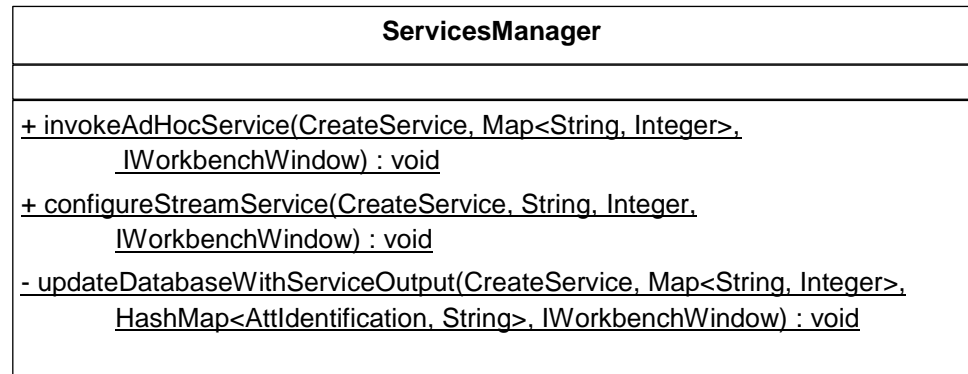 ServicesManager
+ invokeAdHocService(CreateService, Map<String, Integer>,
IWorkbenchWindow) : void
+ configureStreamService(CreateService, String, Integer,
IWorkbenchWindow) : void
- updateDatabaseWithServiceOutput(CreateService, Map<String, Integer>,
HashMap<AttIdentification, String>, IWorkbenchWindow) : void